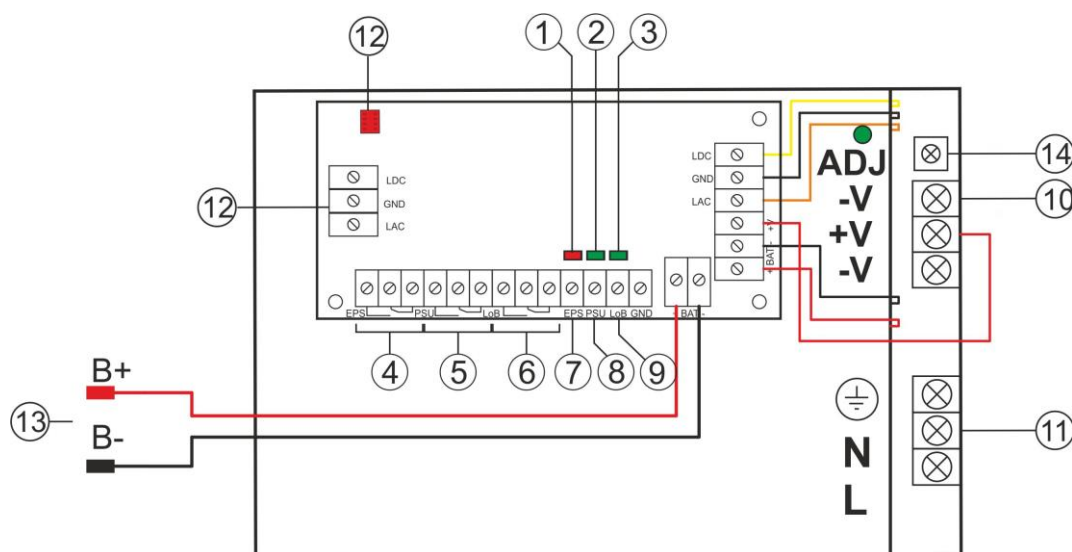 12
1
2
3
LDC
GND
LAC
ADJ
-V
+V
-V
14
10
12
LDC
GND
LAC
+V
+ BAT -
EPS
PSU
LoB
EPS
PSU
LoB
GND
+ BAT -
4
5
6
7
8
9
B+
13
B-
N
L
11